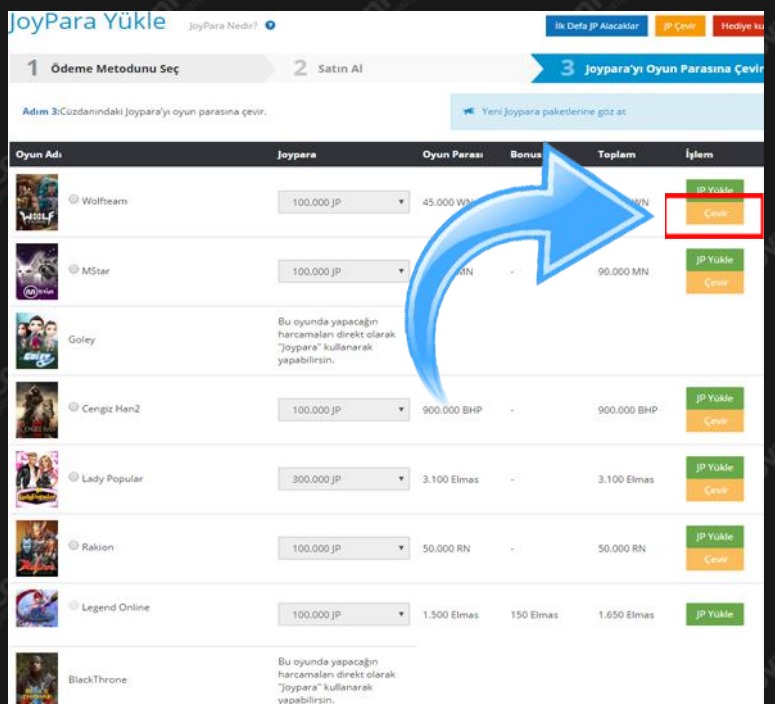 JoyPara Yükle JoyPara Nedir? İlk Defa JP Alacaklar JP Çevir Hediye ku
1 Ödeme Metodunu Seç 2 Satın Al 3 Joypara'yı Oyun Parasına Çevir
Adım 3:Cüzdanındaki Joypara'yı oyun parasına çevir. Yeni Joypara paketlerine göz at
Oyun Adı Joypara Oyun Parası Bonus Toplam İşlem
Wolfteam 100.000 JP 45.000 WN WN JP Yükle
Çevir
MStar 100.000 JP MN - 90.000 MN JP Yükle
Çevir
Goley
Bu oyunda yapacağın
harcamaları direkt olarak
"Joypara" kullanarak
yapabilirsin.
Cengiz Han2 100.000 JP 900.000 BHP - 900.000 BHP JP Yükle
Çevir
Lady Popular 300.000 JP 3.100 Elmas - 3.100 Elmas JP Yükle
Çevir
Rakion 100.000 JP 50.000 RN - 50.000 RN JP Yükle
Çevir
Legend Online 100.000 JP 1.500 Elmas 150 Elmas 1.650 Elmas JP Yükle
BlackThrone
Bu oyunda yapacağın
harcamaları direkt olarak
"Joypara" kullanarak
yapabilirsin.